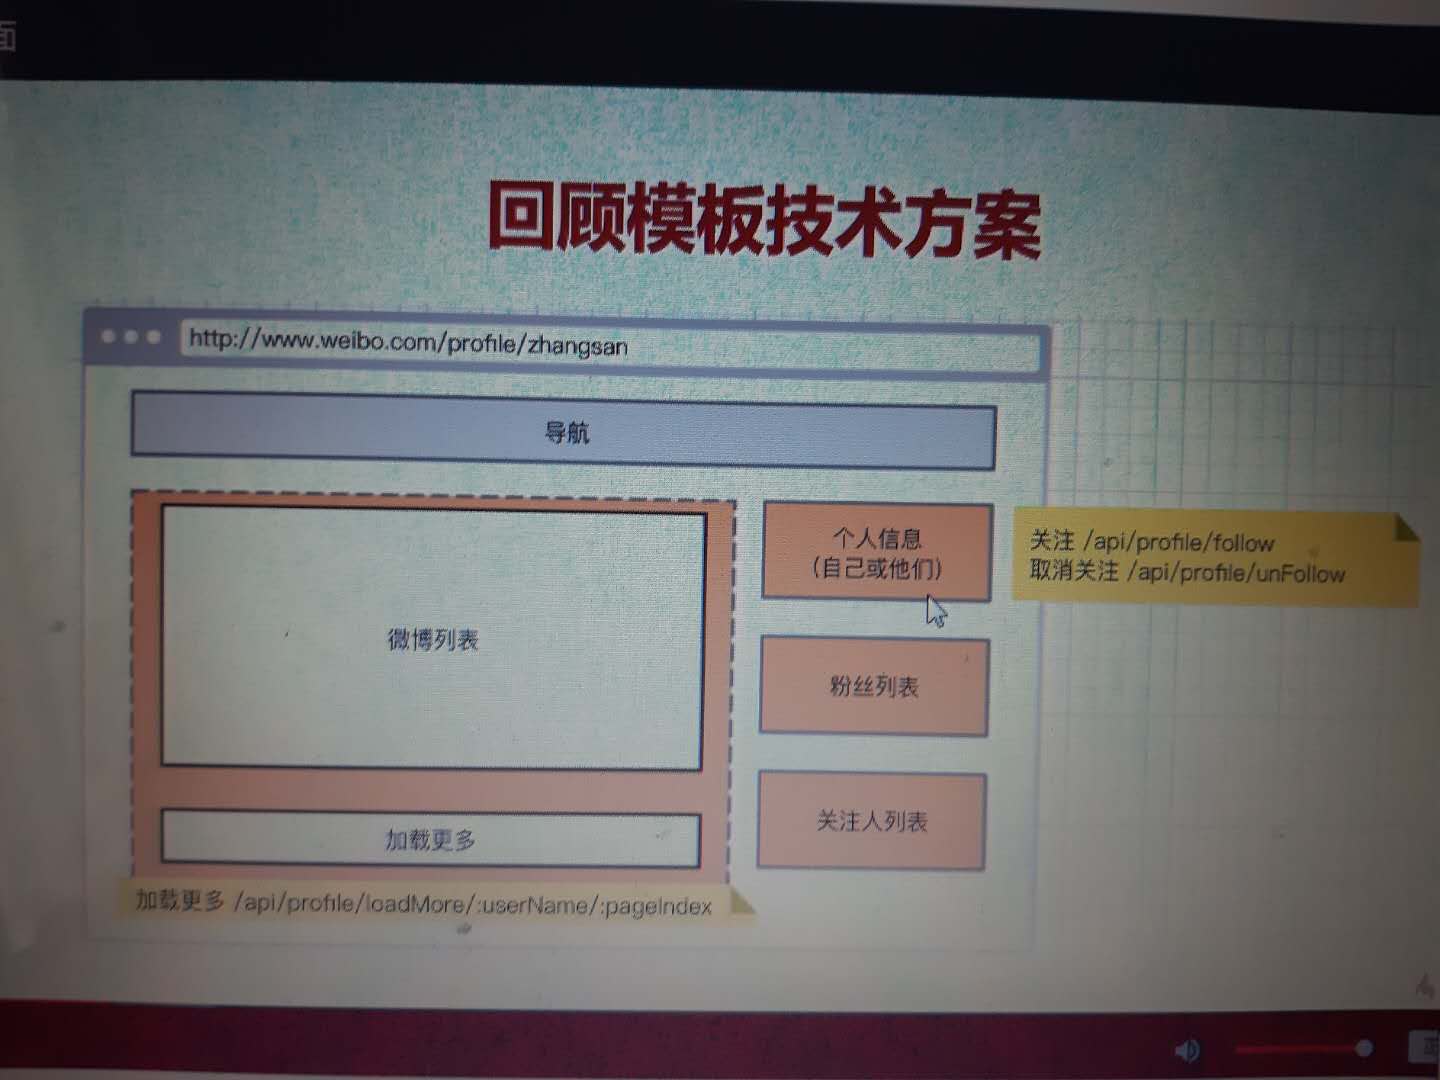 面
回顾模板技术方案
http://www.weibo.com/profile/zhangsan
导航
个人信息
(自己或他们)
关注 /api/profile/follow
取消关注 /api/profile/unFollow
微博列表
粉丝列表
关注人列表
加载更多
加载更多 /api/profile/loadMore/:userName/:pageIndex